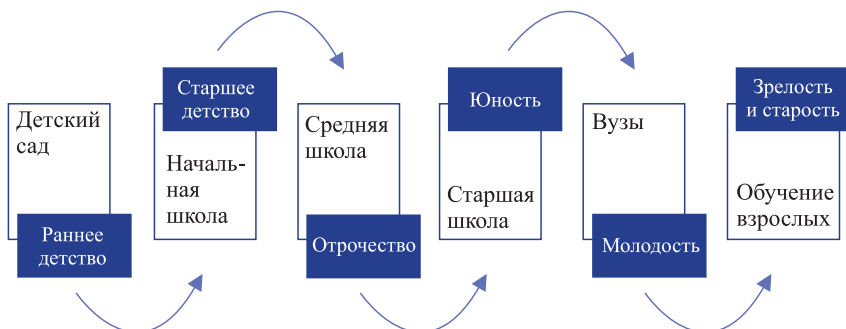 Детский
сад
Раннее
детство
Старшее
детство
Началь-
ная
школа
Средняя
школа
Отрочество
Юность
Старшая
школа
Вузы
Молодость
Зрелость
и старость
Обучение
взрослых